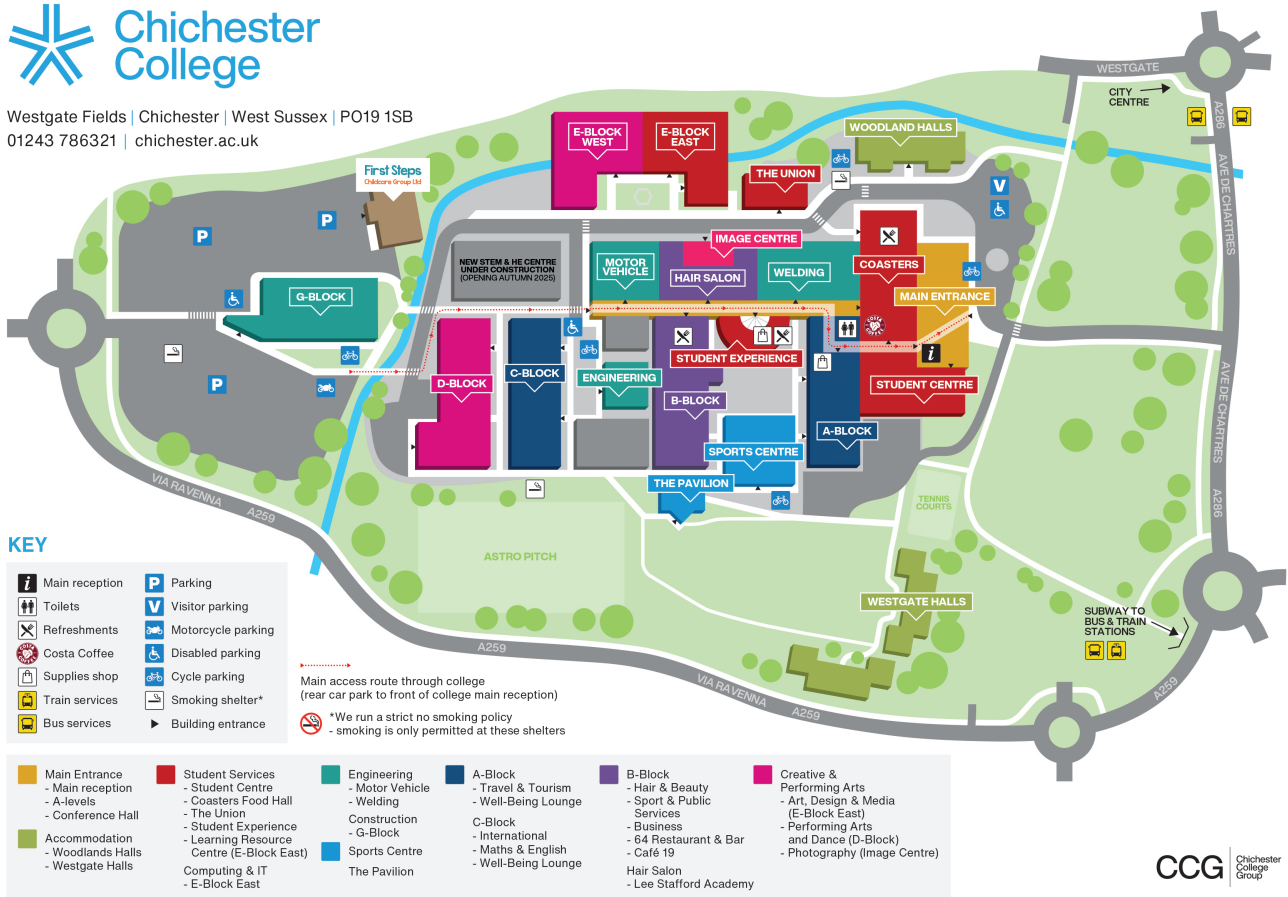 Chichester
College
Westgate Fields | Chichester | West Sussex | PO19 1SB
01243 786321 | chichester.ac.uk
WESTGATE
CITY
CENTRE
A286
AVE DE CHARTRES
AVE DE CHARTRES
A286
E-BLOCK
WEST
E-BLOCK
EAST
WOODLAND HALLS
THE UNION
First Steps
Childcare Group Ltd
P
P
V
IMAGE CENTRE
NEW STEM & HE CENTRE
UNDER CONSTRUCTION
(OPENING AUTUMN 2025)
MOTOR
VEHICLE
HAIR SALON
WELDING
COASTERS
MAIN ENTRANCE
G-BLOCK
COSTA
COFFEE
i
STUDENT EXPERIENCE
P
D-BLOCK
C-BLOCK
ENGINEERING
B-BLOCK
STUDENT CENTRE
A-BLOCK
SPORTS CENTRE
THE PAVILION
TENNIS
COURTS
VIA RAVENNA
A259
ASTRO PITCH
WESTGATE HALLS
SUBWAY TO
BUS & TRAIN
STATIONS
A259
VIA RAVENNA
A259
A259
KEY
i Main reception
Toilets
Refreshments
COSTA COFFEE Costa Coffee
Supplies shop
Train services
Bus services
P Parking
V Visitor parking
Motorcycle parking
Disabled parking
Cycle parking
Smoking shelter*
Building entrance
Main access route through college
(rear car park to front of college main reception)
*We run a strict no smoking policy
- smoking is only permitted at these shelters
Main Entrance
- Main reception
- A-levels
- Conference Hall
Accommodation
- Woodlands Halls
- Westgate Halls
Student Services
- Student Centre
- Coasters Food Hall
- The Union
- Student Experience
- Learning Resource
Centre (E-Block East)
Computing & IT
- E-Block East
Engineering
- Motor Vehicle
- Welding
Construction
- G-Block
Sports Centre
The Pavilion
A-Block
- Travel & Tourism
- Well-Being Lounge
C-Block
- International
- Maths & English
- Well-Being Lounge
B-Block
- Hair & Beauty
- Sport & Public
Services
- Business
- 64 Restaurant & Bar
- Café 19
Hair Salon
- Lee Stafford Academy
Creative &
Performing Arts
- Art, Design & Media
(E-Block East)
- Performing Arts
and Dance (D-Block)
- Photography (Image Centre)
CCG
Chichester
College
Group